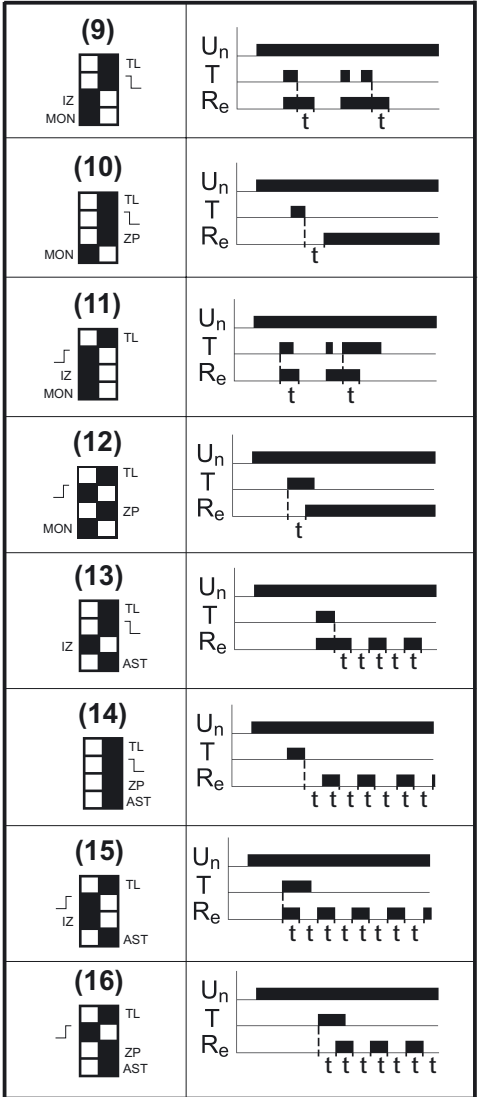 (9)
TL
IZ
MON
Un
T
Re
t t
(10)
TL
ZP
MON
Un
T
Re
t
(11)
TL
IZ
MON
Un
T
Re
t t
(12)
TL
ZP
MON
Un
T
Re
t
(13)
TL
IZ
AST
Un
T
Re
t t t t t
(14)
TL
ZP
AST
Un
T
Re
t t t t t t t
(15)
TL
IZ
AST
Un
T
Re
t t t t t t t t
(16)
TL
ZP
AST
Un
T
Re
t t t t t t t